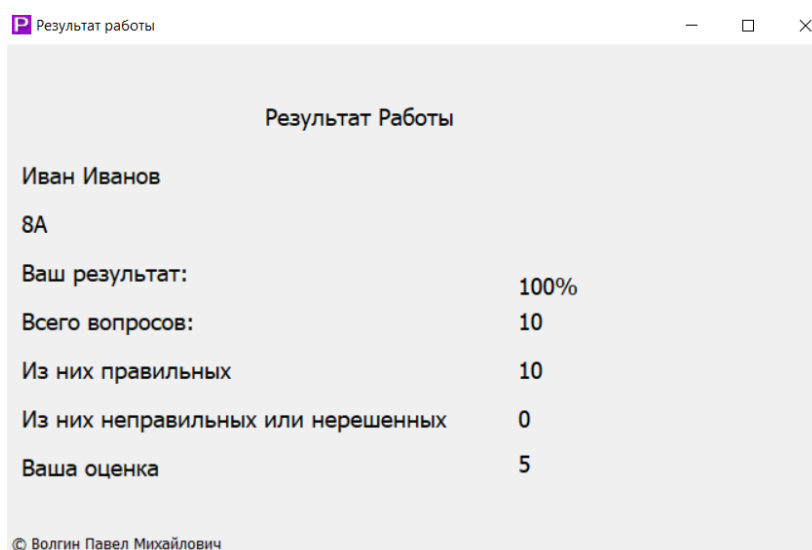 P Результат работы
Результат Работы
Иван Иванов
8А
Ваш результат: 100%
Всего вопросов: 10
Из них правильных 10
Из них неправильных или нерешенных 0
Ваша оценка 5
© Волгин Павел Михайлович